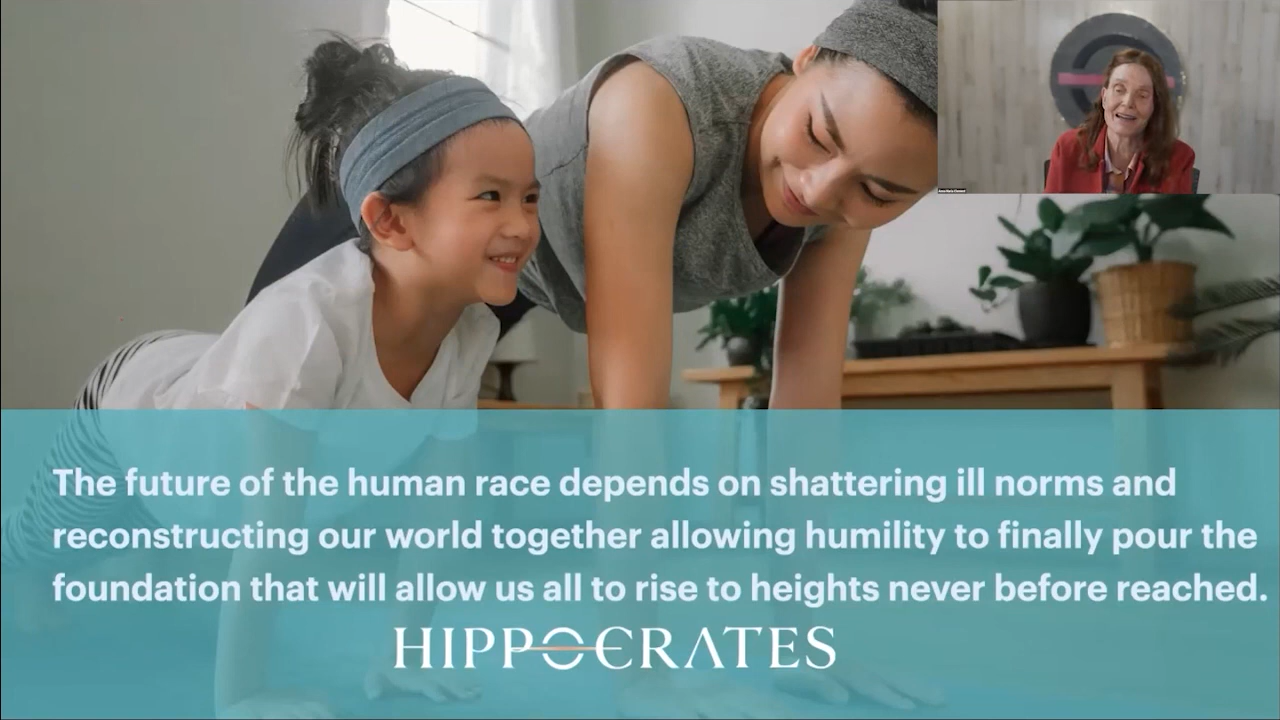 The future of the human race depends on shattering ill norms and
reconstructing our world together allowing humility to finally pour the
foundation that will allow us all to rise to heights never before reached.
HIPPOCRATES